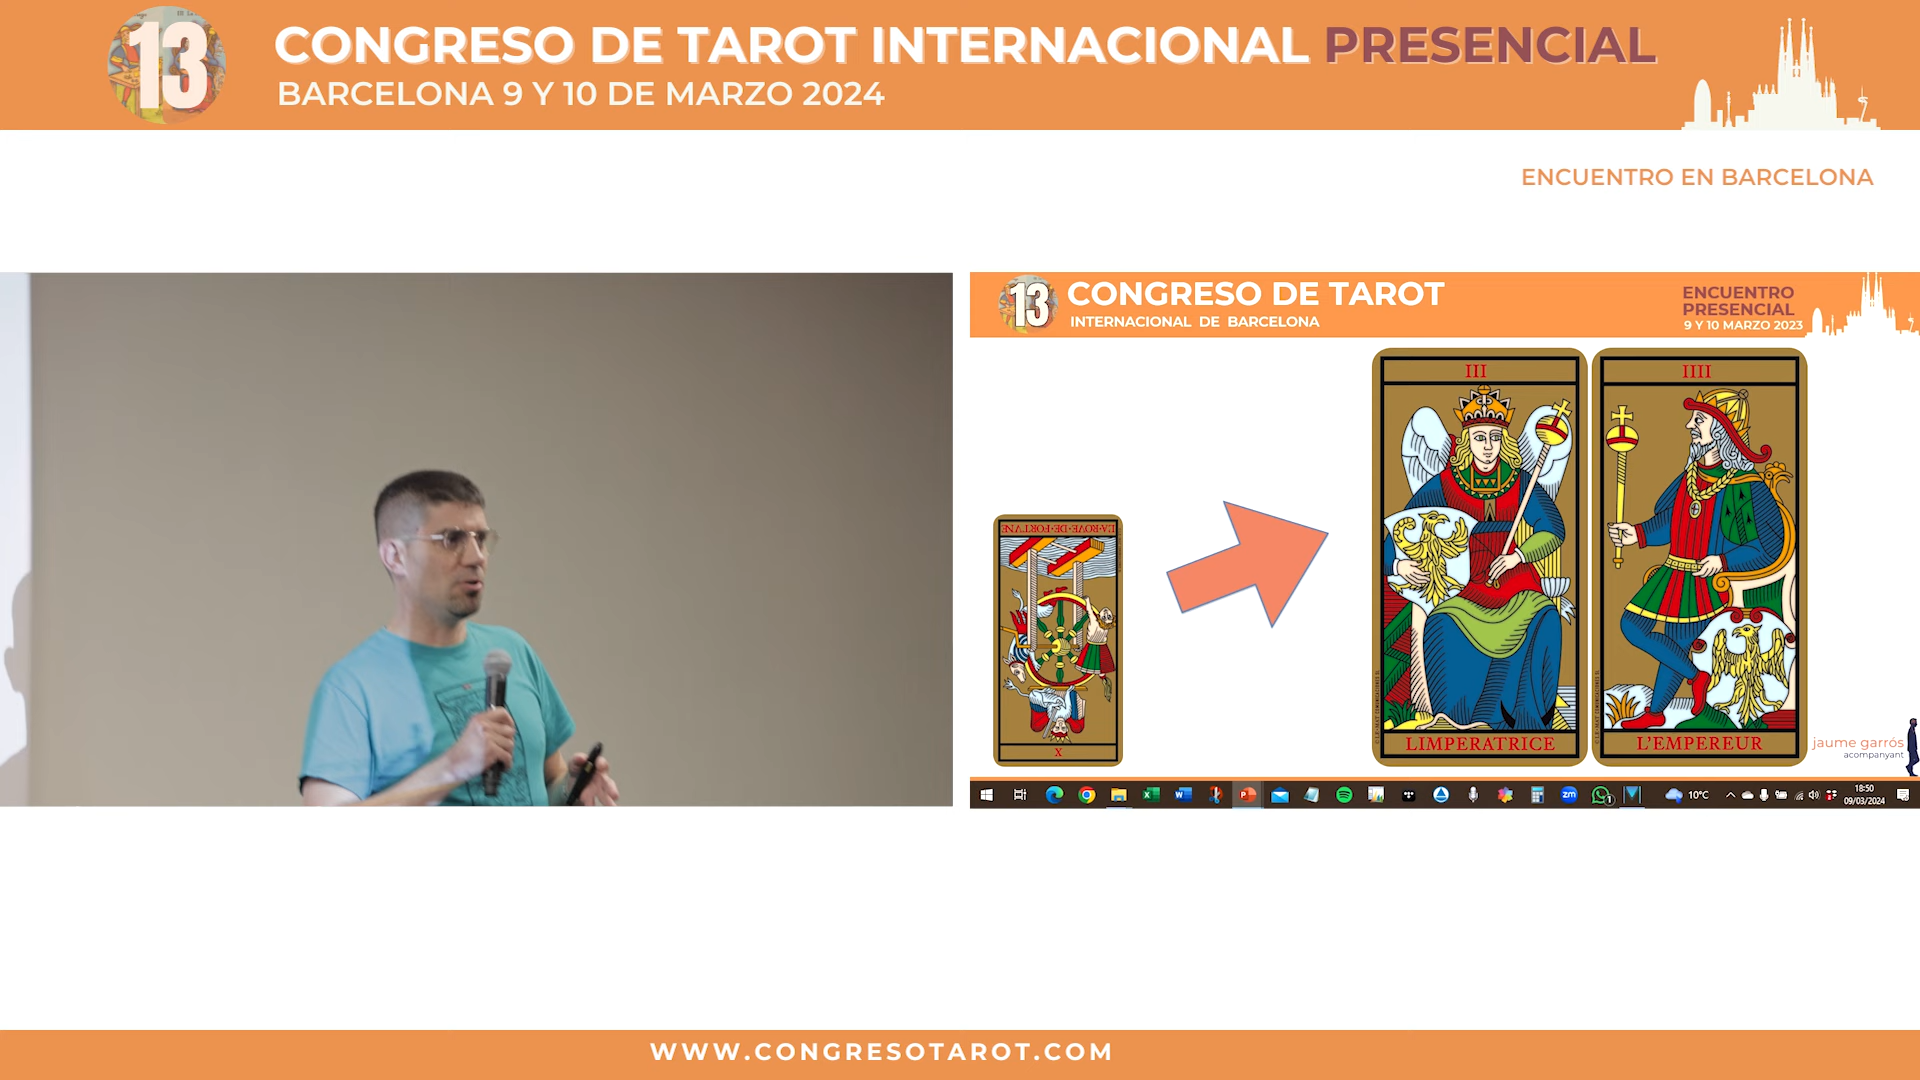 13
CONGRESO DE TAROT INTERNACIONAL PRESENCIAL
BARCELONA 9 Y 10 DE MARZO 2024
ENCUENTRO EN BARCELONA
13
CONGRESO DE TAROT
INTERNACIONAL DE BARCELONA
ENCUENTRO
PRESENCIAL
9 Y 10 MARZO 2023
III
IIII
LA·ROVE·DE·FORTVNE
X
LIMPERATRICE
L'EMPEREUR
jaume garrós
acompanyant
10°C
18:50
09/03/2024
WWW.CONGRESOTAROT.COM